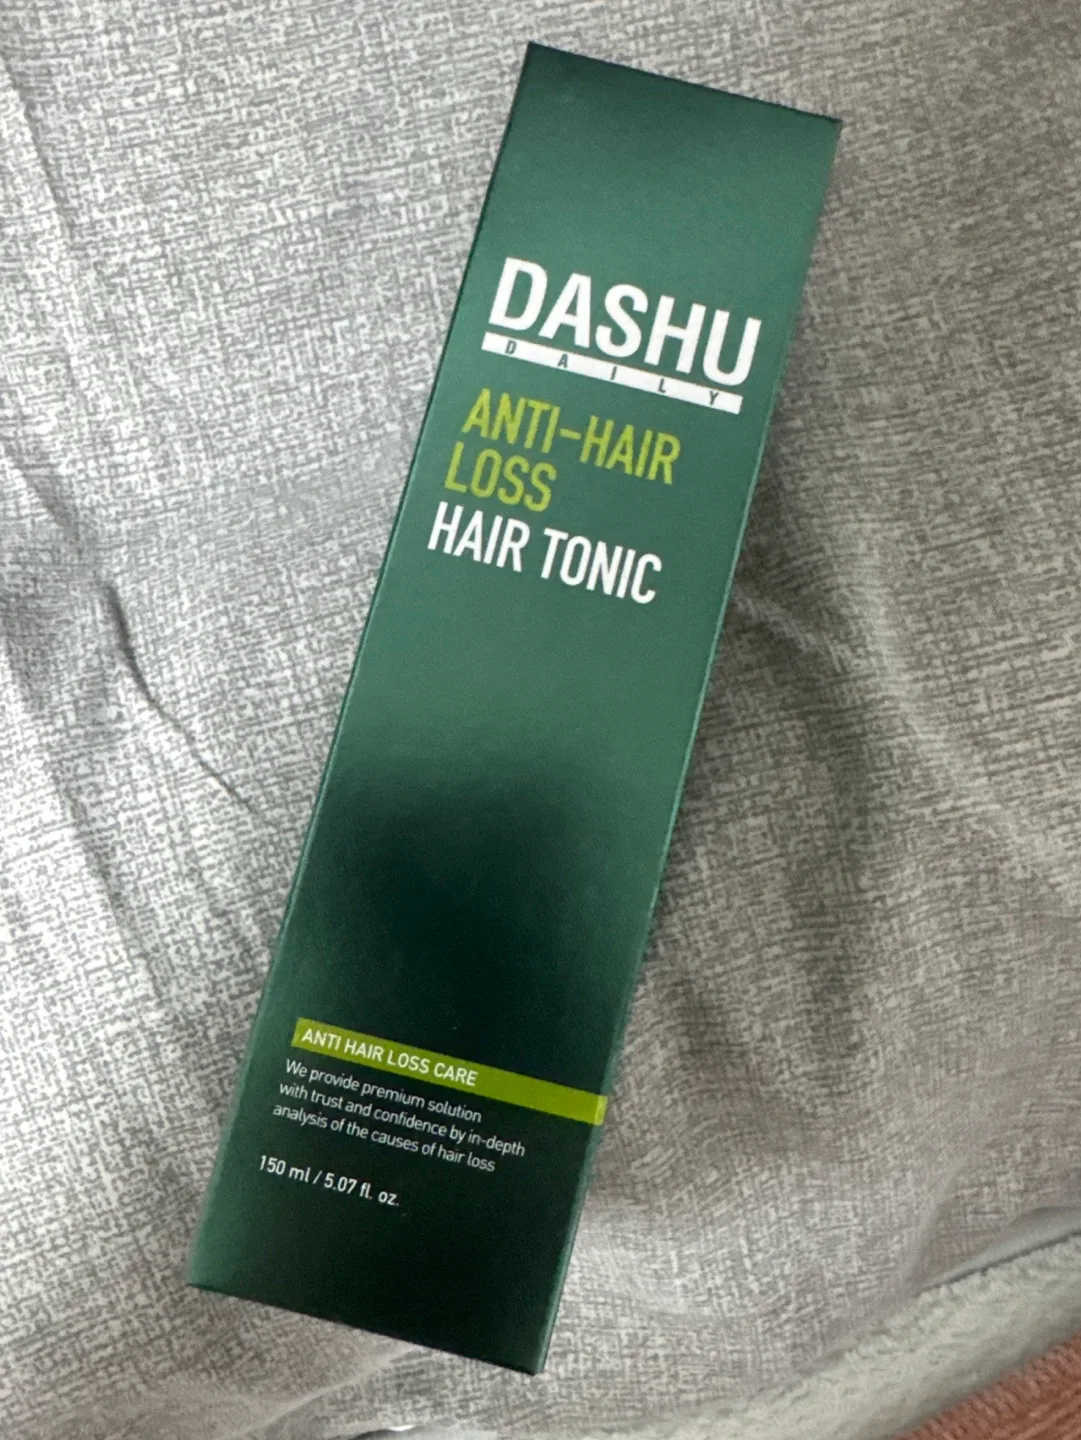 DASHU
DAILY
ANTI-HAIR
LOSS
HAIR TONIC
ANTI HAIR LOSS CARE
We provide premium solution
with trust and confidence by in-depth
analysis of the causes of hair loss
150 ml / 5.07 fl. oz.